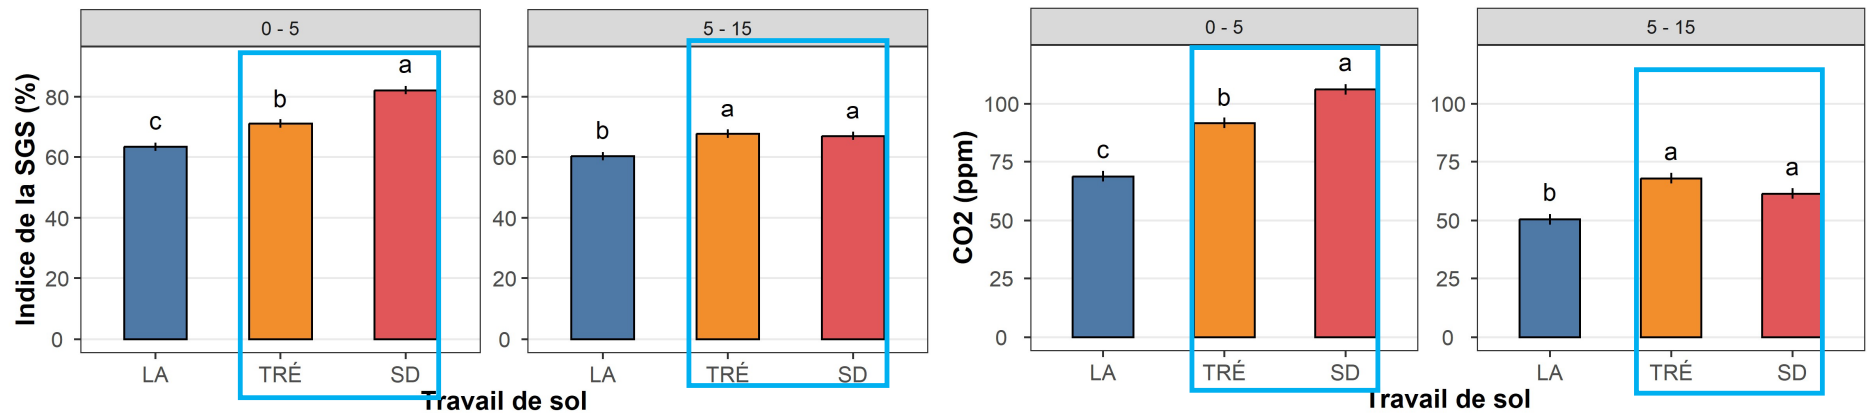 0 - 5
5 - 15
Indice de la SGS (%)
80
60
40
20
0
80
60
40
20
0
c
b
a
b
a
a
LA
TRÉ
SD
LA
TRÉ
SD
Travail de sol
0 - 5
5 - 15
CO2 (ppm)
100
75
50
25
0
100
75
50
25
0
c
b
a
b
a
a
LA
TRÉ
SD
LA
TRÉ
SD
Travail de sol